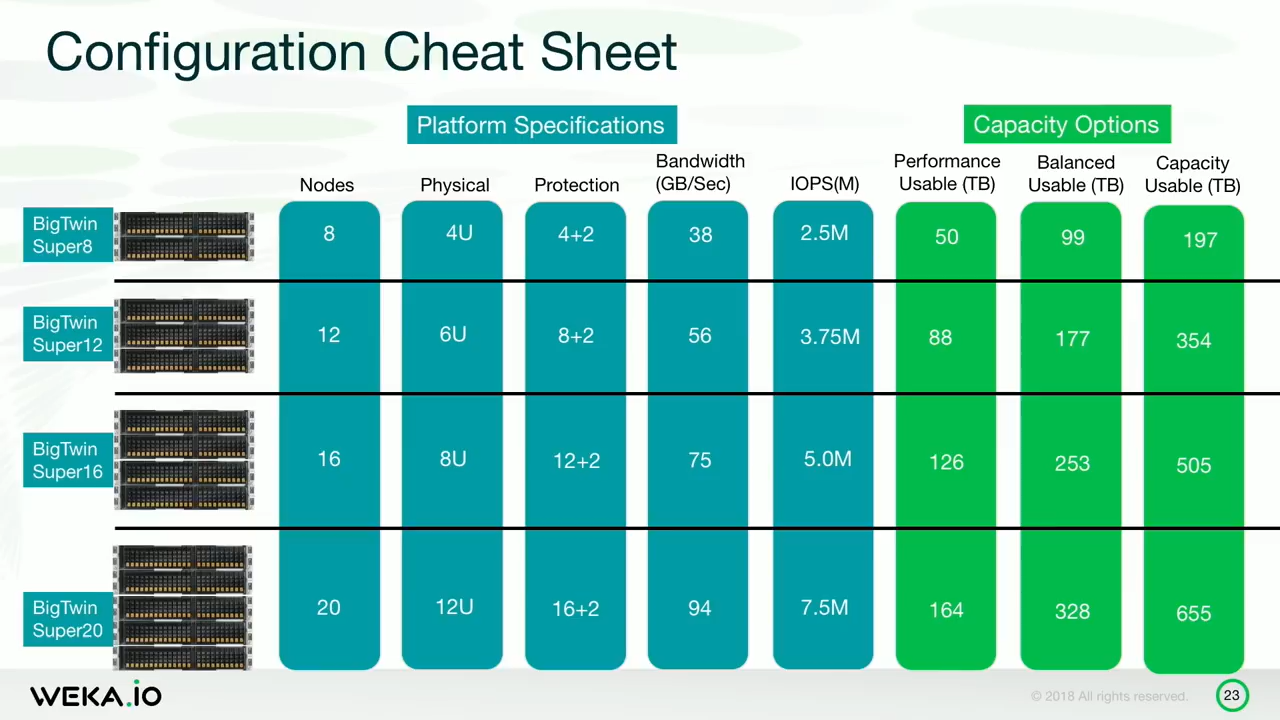 Configuration Cheat Sheet
Platform Specifications
Capacity Options
Nodes
Physical
Protection
Bandwidth
(GB/Sec)
IOPS(M)
Performance
Usable (TB)
Balanced
Usable (TB)
Capacity
Usable (TB)
BigTwin
Super8
8
4U
4+2
38
2.5M
50
99
197
BigTwin
Super12
12
6U
8+2
56
3.75M
88
177
354
BigTwin
Super16
16
8U
12+2
75
5.0M
126
253
505
BigTwin
Super20
20
12U
16+2
94
7.5M
164
328
655
WEKA.iO
© 2018 All rights reserved.
23